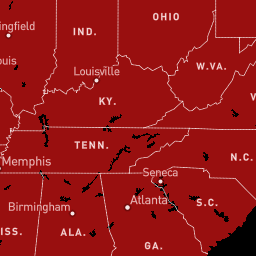 OHIO
IND.
ngfield
ouis
Louisville
W.VA.
KY.
V
TENN.
Memphis
N.C.
Seneca
Atlanta
S.C.
Birmingham
ISS.
ALA.
GA.